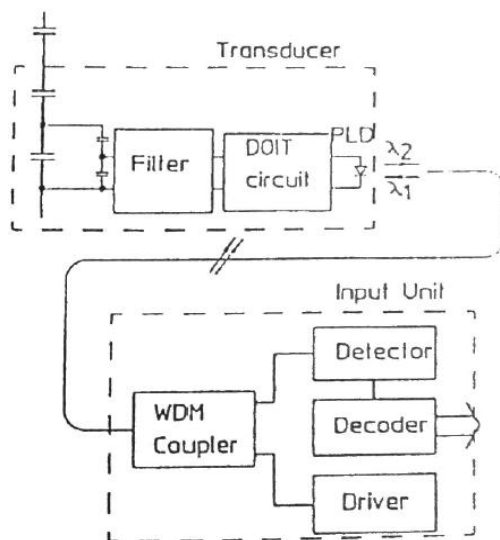 Transducer
PLD
Filter
DOIT
circuit
λ2
λ1
Input Unit
Detector
WDM
Coupler
Decoder
Driver